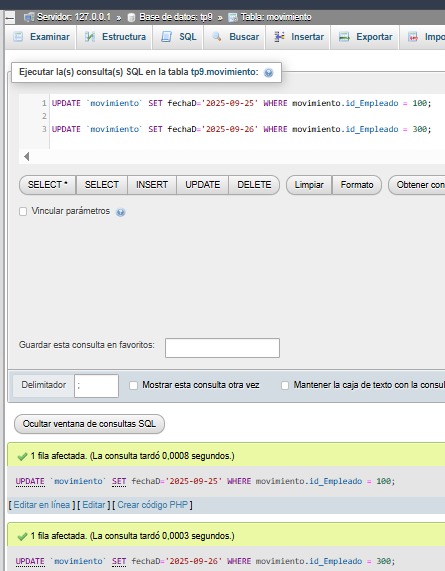 ← Servidor: 127.0.0.1 » Base de datos: tp9 » Tabla: movimiento
Examinar Estructura SQL Buscar Insertar Exportar Impo
Ejecutar la(s) consulta(s) SQL en la tabla tp9.movimiento:
1 UPDATE `movimiento` SET fechaD='2025-09-25' WHERE movimiento.id_Empleado = 100;
2
3 UPDATE `movimiento` SET fechaD='2025-09-26' WHERE movimiento.id_Empleado = 300;
SELECT * SELECT INSERT UPDATE DELETE Limpiar Formato Obtener con
Vincular parámetros
Guardar esta consulta en favoritos:
Delimitador ; Mostrar esta consulta otra vez Mantener la caja de texto con la consul
Ocultar ventana de consultas SQL
1 fila afectada. (La consulta tardó 0,0008 segundos.)
UPDATE `movimiento` SET fechaD='2025-09-25' WHERE movimiento.id_Empleado = 100;
[ Editar en línea ] [ Editar ] [ Crear código PHP ]
1 fila afectada. (La consulta tardó 0,0003 segundos.)
UPDATE `movimiento` SET fechaD='2025-09-26' WHERE movimiento.id_Empleado = 300;